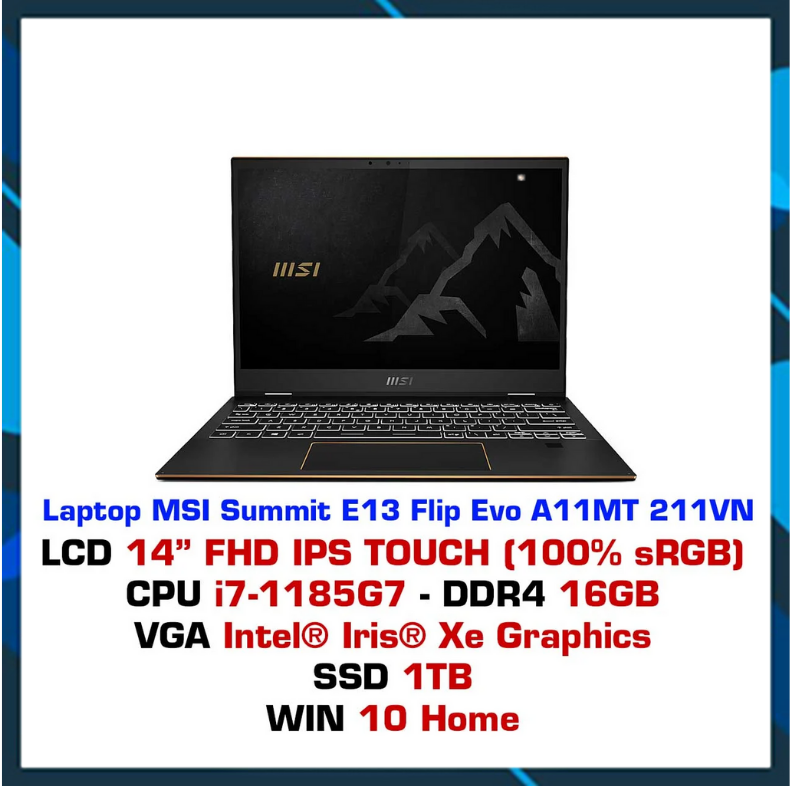 msi
msi
Laptop MSI Summit E13 Flip Evo A11MT 211VN
LCD 14” FHD IPS TOUCH (100% sRGB)
CPU i7-1185G7 - DDR4 16GB
VGA Intel® Iris® Xe Graphics
SSD 1TB
WIN 10 Home